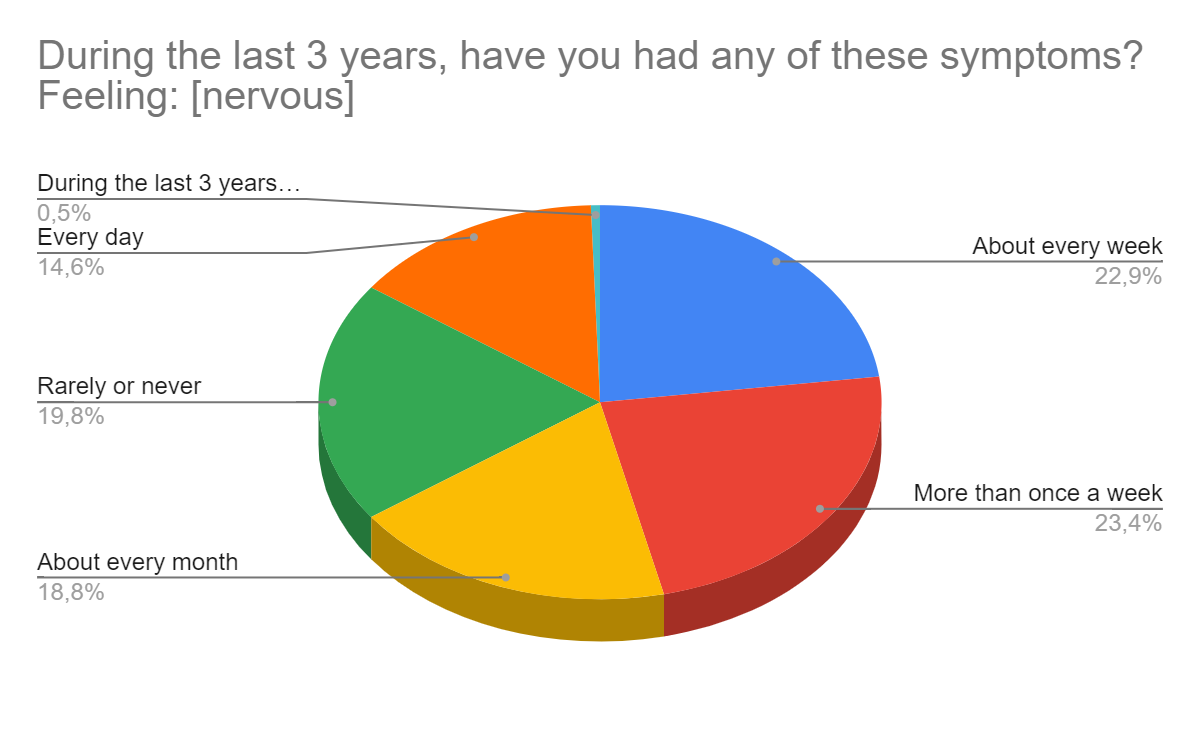 During the last 3 years, have you had any of these symptoms?
Feeling: [nervous]
During the last 3 years…
0,5%
Every day
14,6%
Rarely or never
19,8%
About every month
18,8%
About every week
22,9%
More than once a week
23,4%